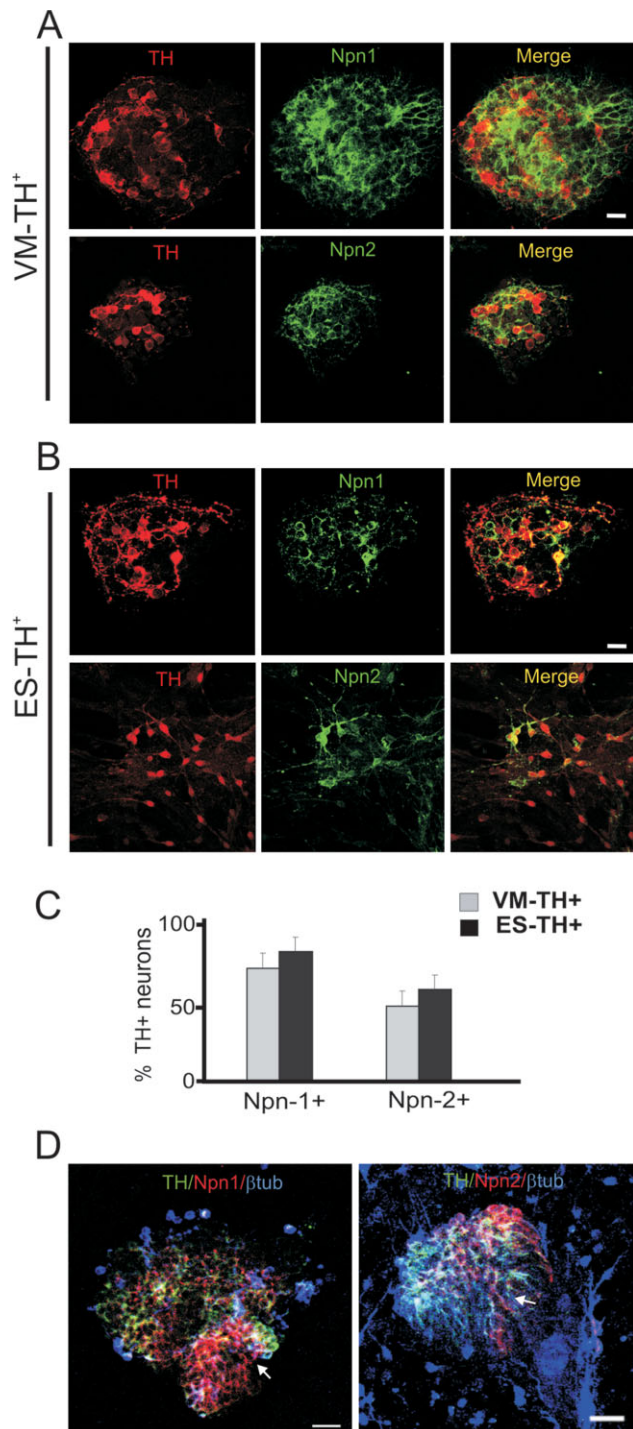 A
VM-TH+
TH
Npn1
Merge
TH
Npn2
Merge
B
ES-TH+
TH
Npn1
Merge
TH
Npn2
Merge
C
% TH+ neurons
100
50
0
VM-TH+
ES-TH+
Npn-1+
Npn-2+
D
TH/Npn1/βtub
TH/Npn2/βtub